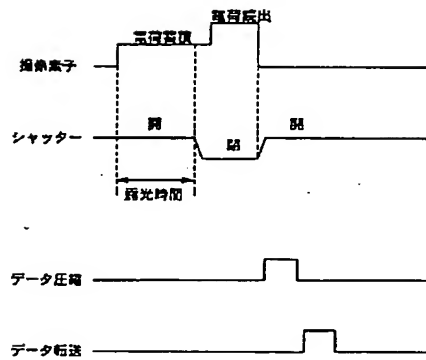 電荷読出
電荷蓄積
撮像素子
開 開
シャッター
閉
露光時間
データ圧縮
データ転送